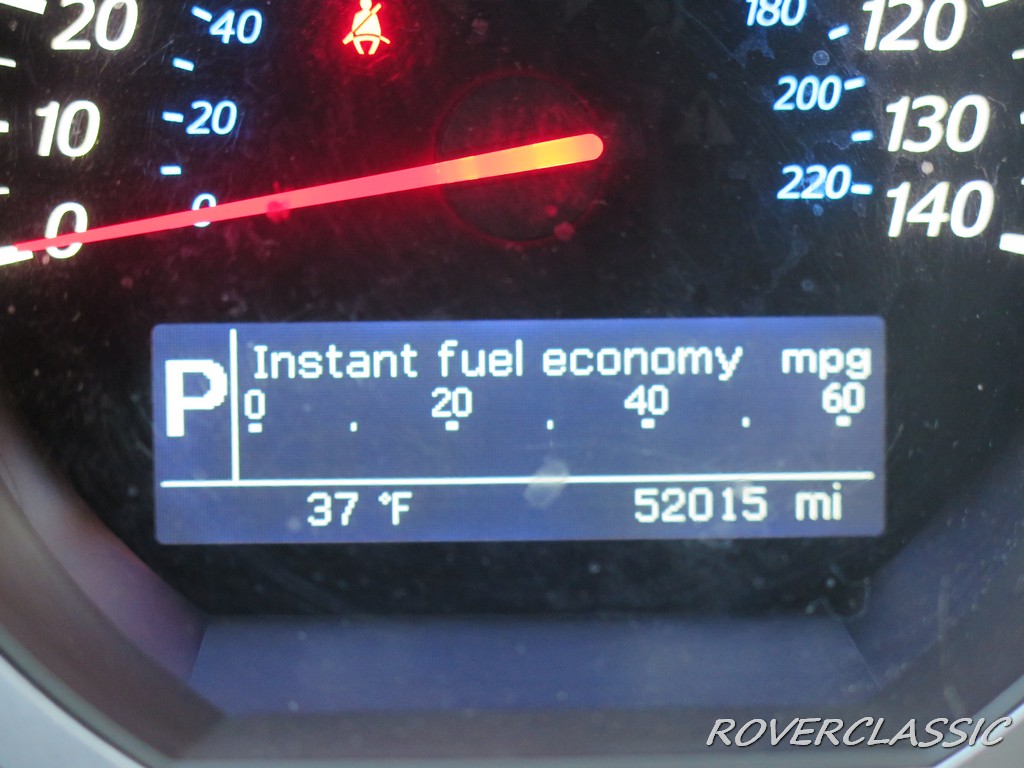 20 40 180 120
10 20 200 130
0 0 220 140
P Instant fuel economy mpg
0 . 20 . 40 . 60
37 °F 52015 mi
ROVERCLASSIC